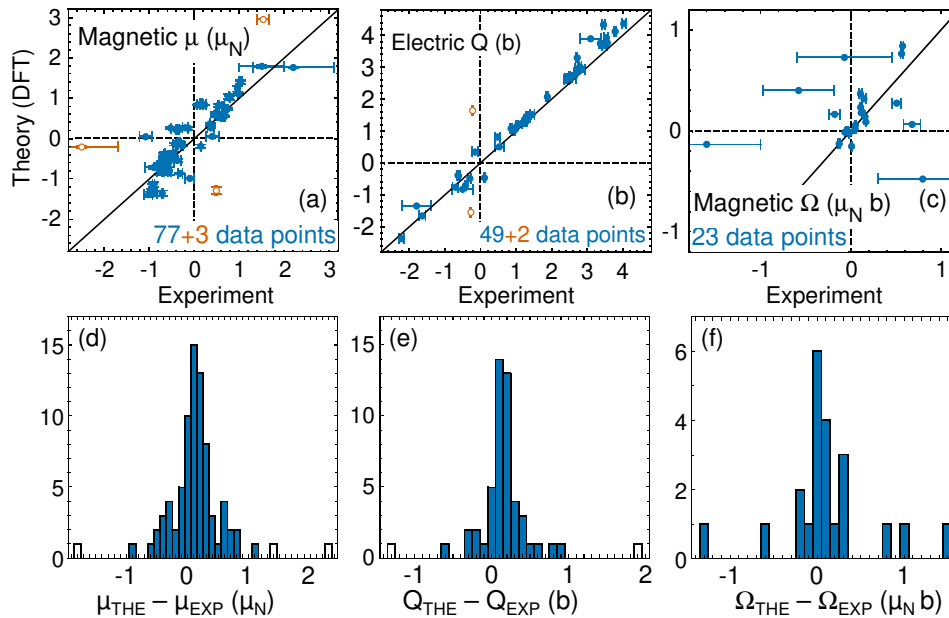 3
2
1
0
-1
-2
Theory (DFT)
Magnetic µ (µN)
(a)
77+3 data points
-2 -1 0 1 2 3
Experiment
4
3
2
1
0
-1
-2
Electric Q (b)
(b)
49+2 data points
-2 -1 0 1 2 3 4
Experiment
1
0
-1
Magnetic Ω (µN b)
(c)
23 data points
-1 0 1
Experiment
15
10
5
0
(d)
-1 0 1 2
µTHE − µEXP (µN)
15
10
5
0
(e)
-1 0 1 2
QTHE − QEXP (b)
6
4
2
0
(f)
-1 0 1
ΩTHE − ΩEXP (µN b)